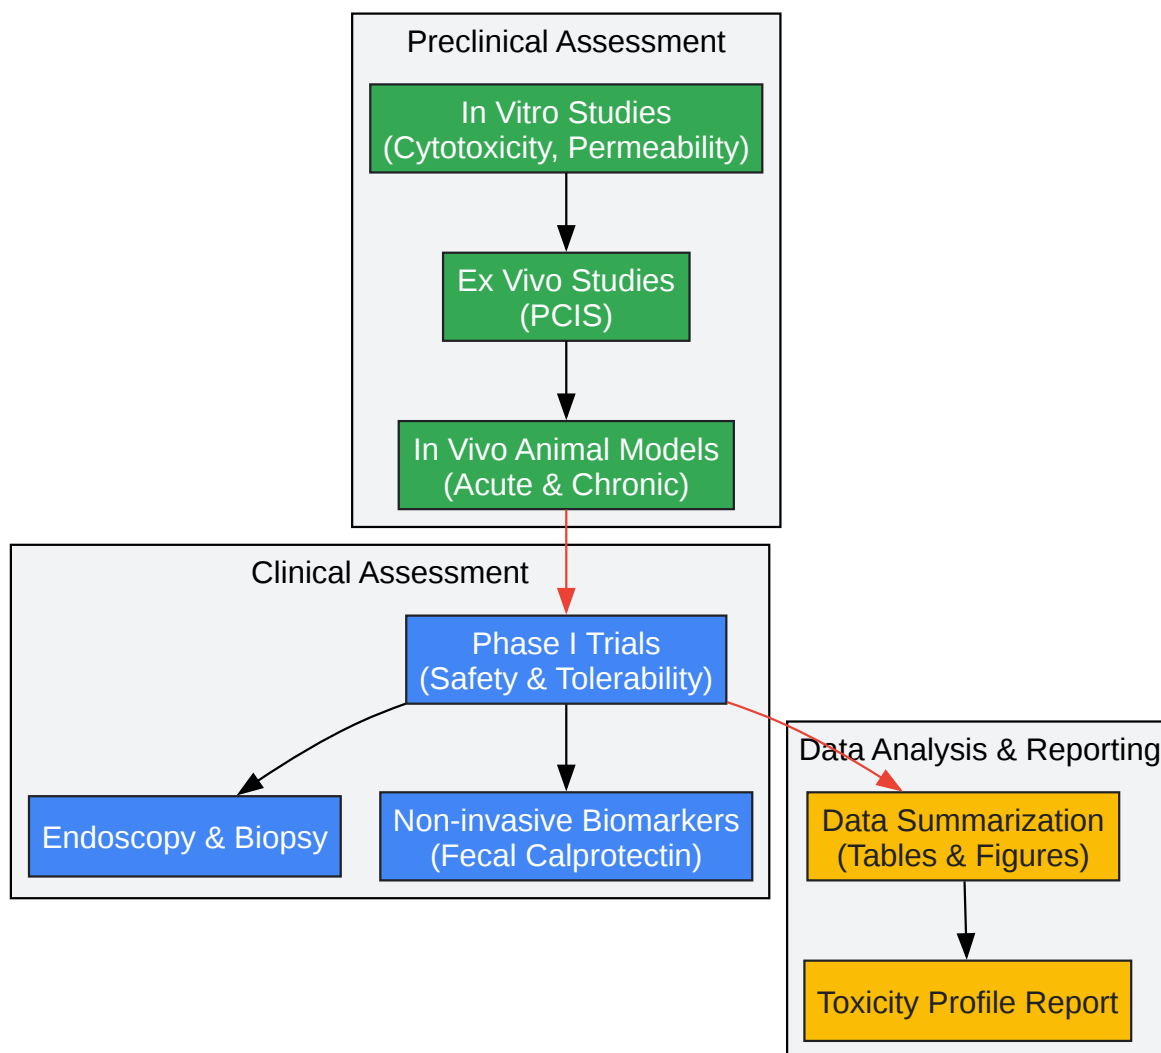 Preclinical Assessment
In Vitro Studies
(Cytotoxicity, Permeability)
Ex Vivo Studies
(PCIS)
In Vivo Animal Models
(Acute & Chronic)
Clinical Assessment
Phase I Trials
(Safety & Tolerability)
Endoscopy & Biopsy
Non-invasive Biomarkers
(Fecal Calprotectin)
Data Analysis & Reporting
Data Summarization
(Tables & Figures)
Toxicity Profile Report